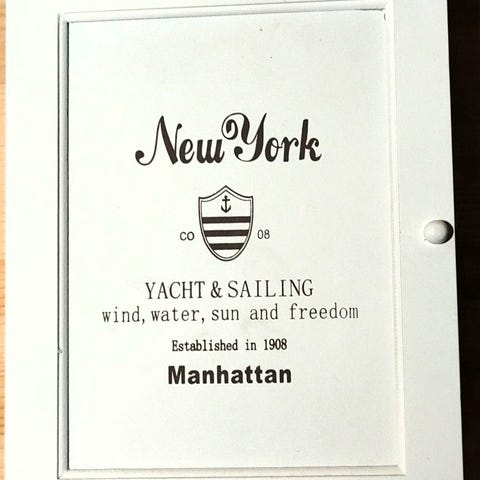 New York
CO 08
YACHT & SAILING
wind, water, sun and freedom
Established in 1908
Manhattan